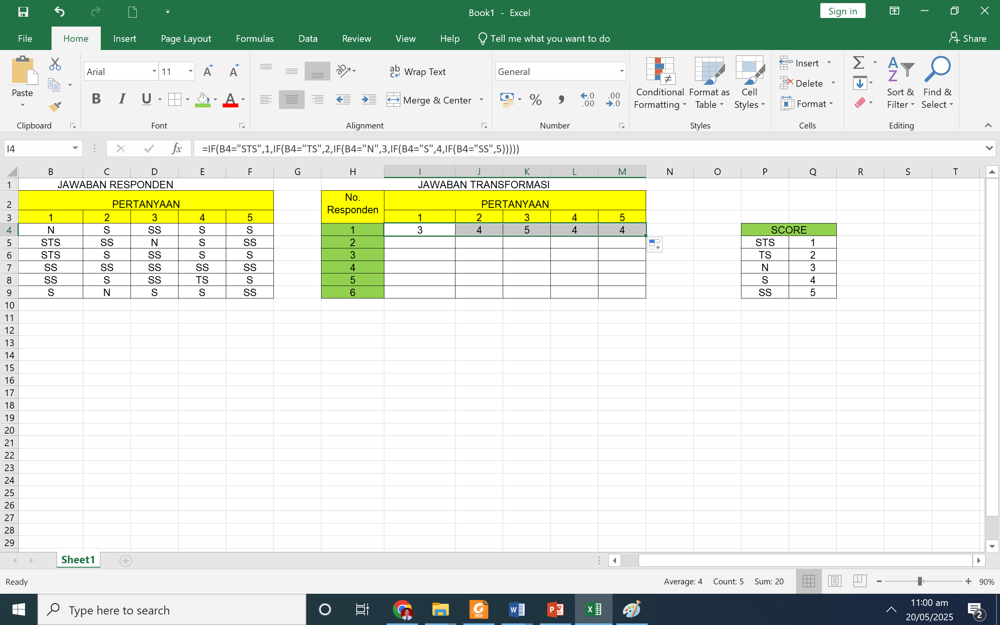 Book1 - Excel
Sign in
File Home Insert Page Layout Formulas Data Review View Help Tell me what you want to do Share
Paste
Clipboard
Arial 11
B I U A
Font
Wrap Text
Merge & Center
Alignment
General
% , .0 .00 .00 .0
Number
Conditional Formatting
Format as Table
Cell Styles
Styles
Insert
Delete
Format
Cells
Sort & Filter
Find & Select
Editing
I4 fx =IF(B4="STS",1,IF(B4="TS",2,IF(B4="N",3,IF(B4="S",4,IF(B4="SS",5)))))
B C D E F G H I J K L M N O P Q R S T
1 JAWABAN RESPONDEN JAWABAN TRANSFORMASI
2 PERTANYAAN No. Responden PERTANYAAN
3 1 2 3 4 5 1 2 3 4 5
4 N S SS S S 1 3 4 5 4 4 SCORE
5 STS SS N S SS 2 STS 1
6 STS S SS S S 3 TS 2
7 SS SS SS SS SS 4 N 3
8 SS S SS TS S 5 S 4
9 S N S S SS 6 SS 5
10
11
12
13
14
15
16
17
18
19
20
21
22
23
24
25
26
27
28
29
Sheet1
Ready Average: 4 Count: 5 Sum: 20 90%
Type here to search
PDF
11:00 am
20/05/2025
2